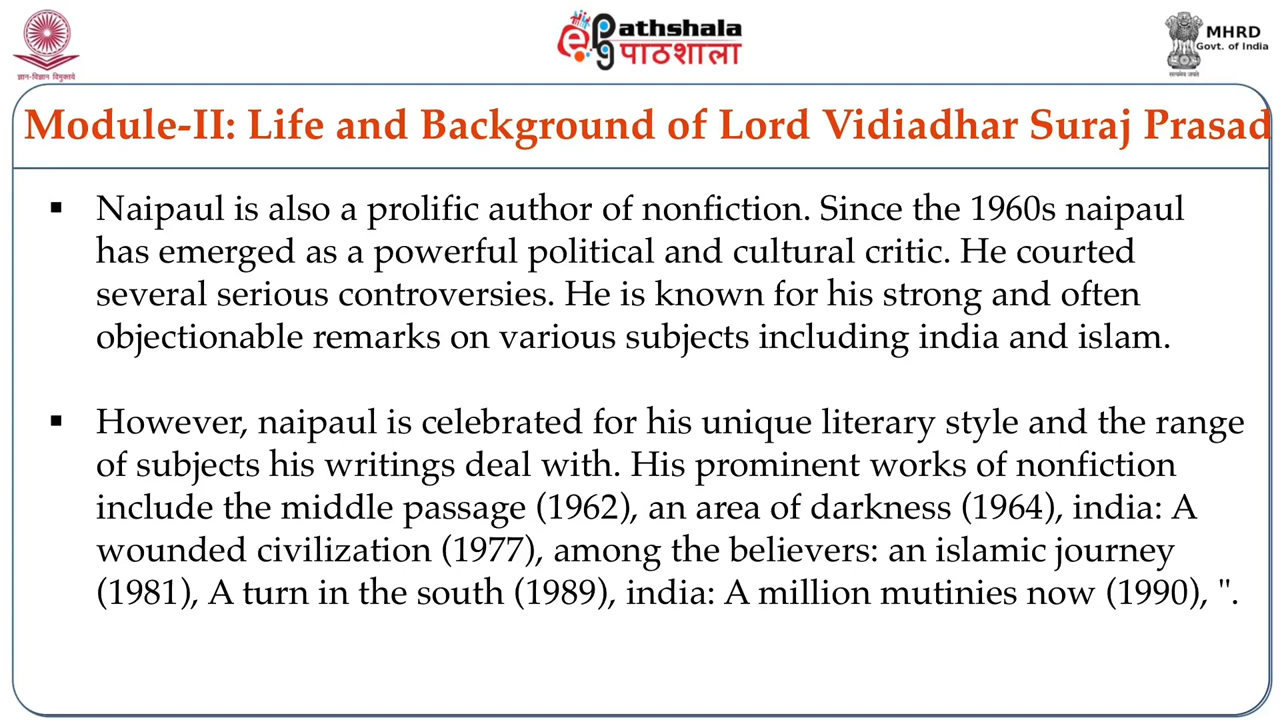 ज्ञान-विज्ञान विमुक्तये
ePathshala
पाठशाला
MHRD
Govt. of India
सत्यमेव जयते
Module-II: Life and Background of Lord Vidiadhar Suraj Prasad
▪ Naipaul is also a prolific author of nonfiction. Since the 1960s naipaul
has emerged as a powerful political and cultural critic. He courted
several serious controversies. He is known for his strong and often
objectionable remarks on various subjects including india and islam.
▪ However, naipaul is celebrated for his unique literary style and the range
of subjects his writings deal with. His prominent works of nonfiction
include the middle passage (1962), an area of darkness (1964), india: A
wounded civilization (1977), among the believers: an islamic journey
(1981), A turn in the south (1989), india: A million mutinies now (1990), ".